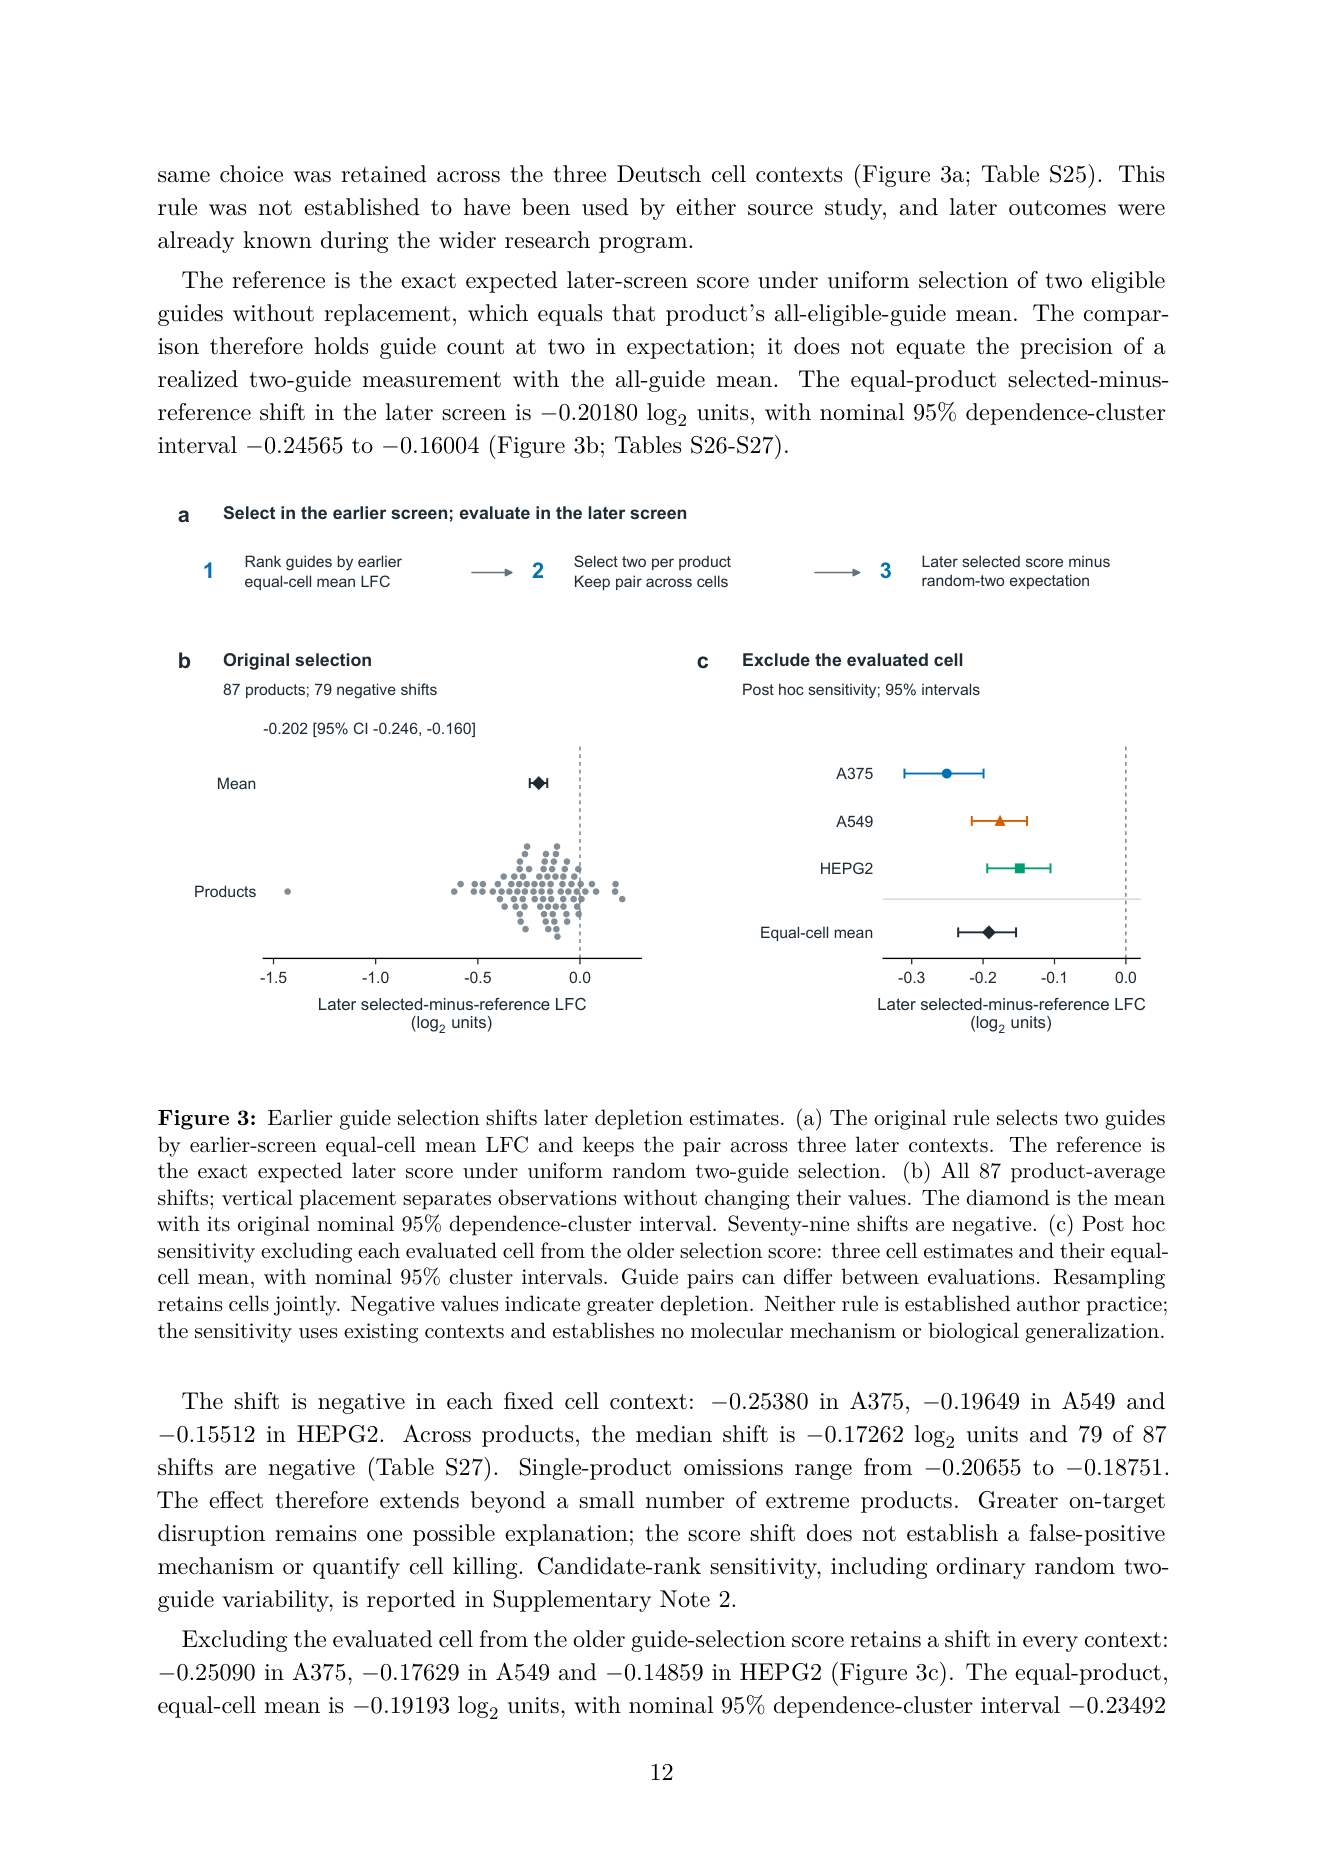 same choice was retained across the three Deutsch cell contexts (Figure 3a; Table S25). This
rule was not established to have been used by either source study, and later outcomes were
already known during the wider research program.
The reference is the exact expected later-screen score under uniform selection of two eligible
guides without replacement, which equals that product's all-eligible-guide mean. The compar-
ison therefore holds guide count at two in expectation; it does not equate the precision of a
realized two-guide measurement with the all-guide mean. The equal-product selected-minus-
reference shift in the later screen is −0.20180 log₂ units, with nominal 95% dependence-cluster
interval −0.24565 to −0.16004 (Figure 3b; Tables S26-S27).
a Select in the earlier screen; evaluate in the later screen
1 Rank guides by earlier
equal-cell mean LFC
2 Select two per product
Keep pair across cells
3 Later selected score minus
random-two expectation
b Original selection
87 products; 79 negative shifts
-0.202 [95% CI -0.246, -0.160]
Mean
Products
-1.5 -1.0 -0.5 0.0
Later selected-minus-reference LFC
(log₂ units)
c Exclude the evaluated cell
Post hoc sensitivity; 95% intervals
A375
A549
HEPG2
Equal-cell mean
-0.3 -0.2 -0.1 0.0
Later selected-minus-reference LFC
(log₂ units)
Figure 3: Earlier guide selection shifts later depletion estimates. (a) The original rule selects two guides
by earlier-screen equal-cell mean LFC and keeps the pair across three later contexts. The reference is
the exact expected later score under uniform random two-guide selection. (b) All 87 product-average
shifts; vertical placement separates observations without changing their values. The diamond is the mean
with its original nominal 95% dependence-cluster interval. Seventy-nine shifts are negative. (c) Post hoc
sensitivity excluding each evaluated cell from the older selection score: three cell estimates and their equal-
cell mean, with nominal 95% cluster intervals. Guide pairs can differ between evaluations. Resampling
retains cells jointly. Negative values indicate greater depletion. Neither rule is established author practice;
the sensitivity uses existing contexts and establishes no molecular mechanism or biological generalization.
The shift is negative in each fixed cell context: −0.25380 in A375, −0.19649 in A549 and
−0.15512 in HEPG2. Across products, the median shift is −0.17262 log₂ units and 79 of 87
shifts are negative (Table S27). Single-product omissions range from −0.20655 to −0.18751.
The effect therefore extends beyond a small number of extreme products. Greater on-target
disruption remains one possible explanation; the score shift does not establish a false-positive
mechanism or quantify cell killing. Candidate-rank sensitivity, including ordinary random two-
guide variability, is reported in Supplementary Note 2.
Excluding the evaluated cell from the older guide-selection score retains a shift in every context:
−0.25090 in A375, −0.17629 in A549 and −0.14859 in HEPG2 (Figure 3c). The equal-product,
equal-cell mean is −0.19193 log₂ units, with nominal 95% dependence-cluster interval −0.23492
12